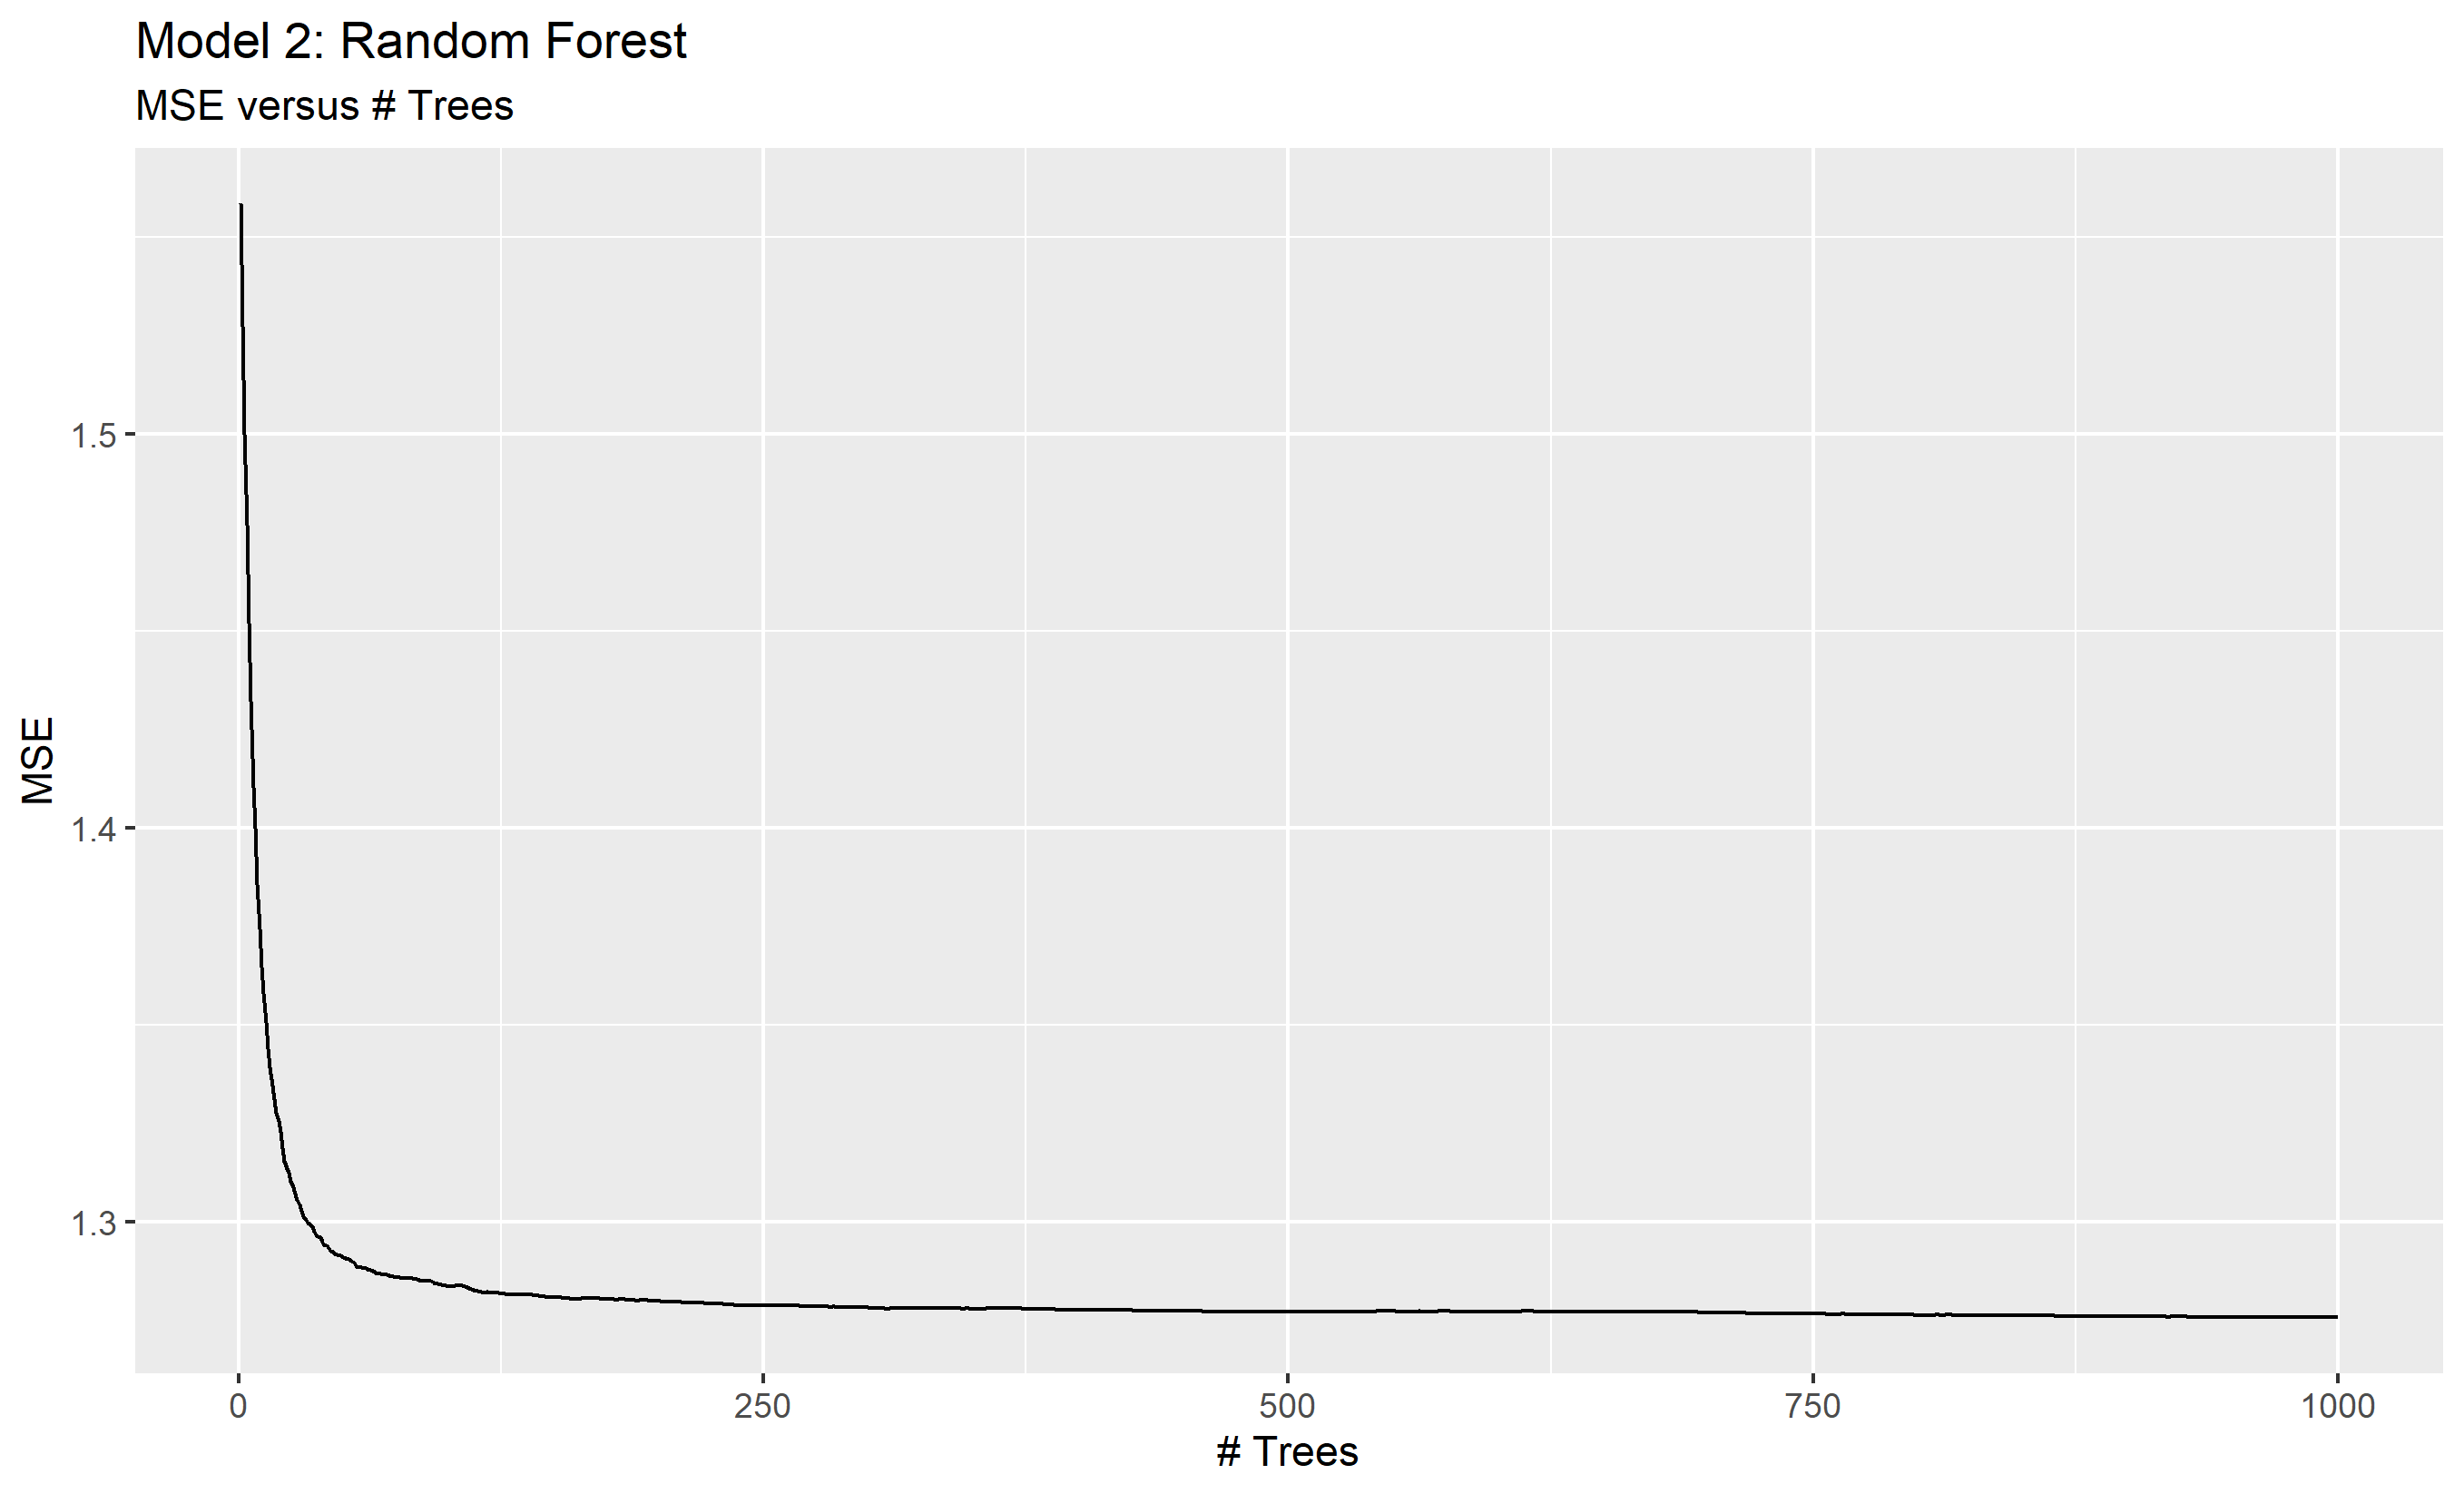 Model 2: Random Forest
MSE versus # Trees
MSE
1.5
1.4
1.3
0 250 500 750 1000
# Trees